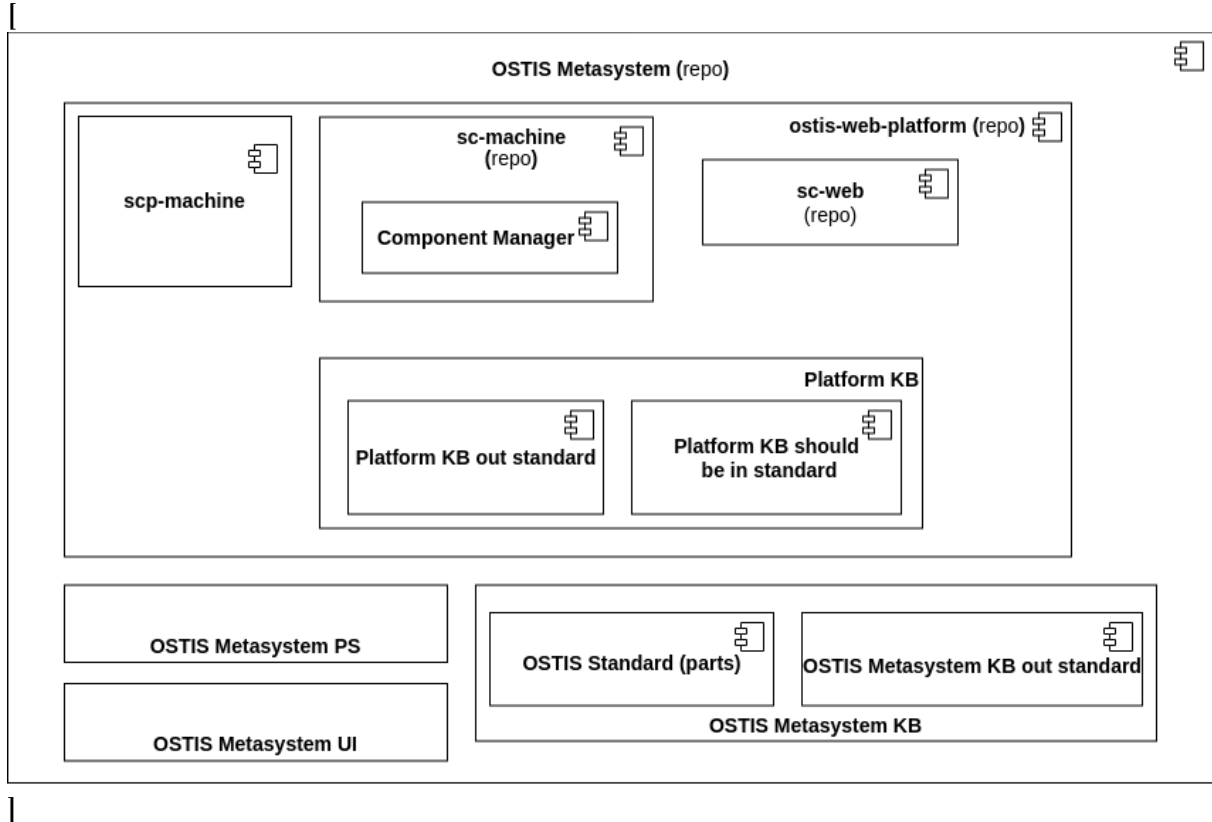 [
OSTIS Metasystem (repo)
ostis-web-platform (repo)
scp-machine
sc-machine
(repo)
Component Manager
sc-web
(repo)
Platform KB
Platform KB out standard
Platform KB should
be in standard
OSTIS Metasystem PS
OSTIS Metasystem UI
OSTIS Standard (parts)
OSTIS Metasystem KB out standard
OSTIS Metasystem KB
]